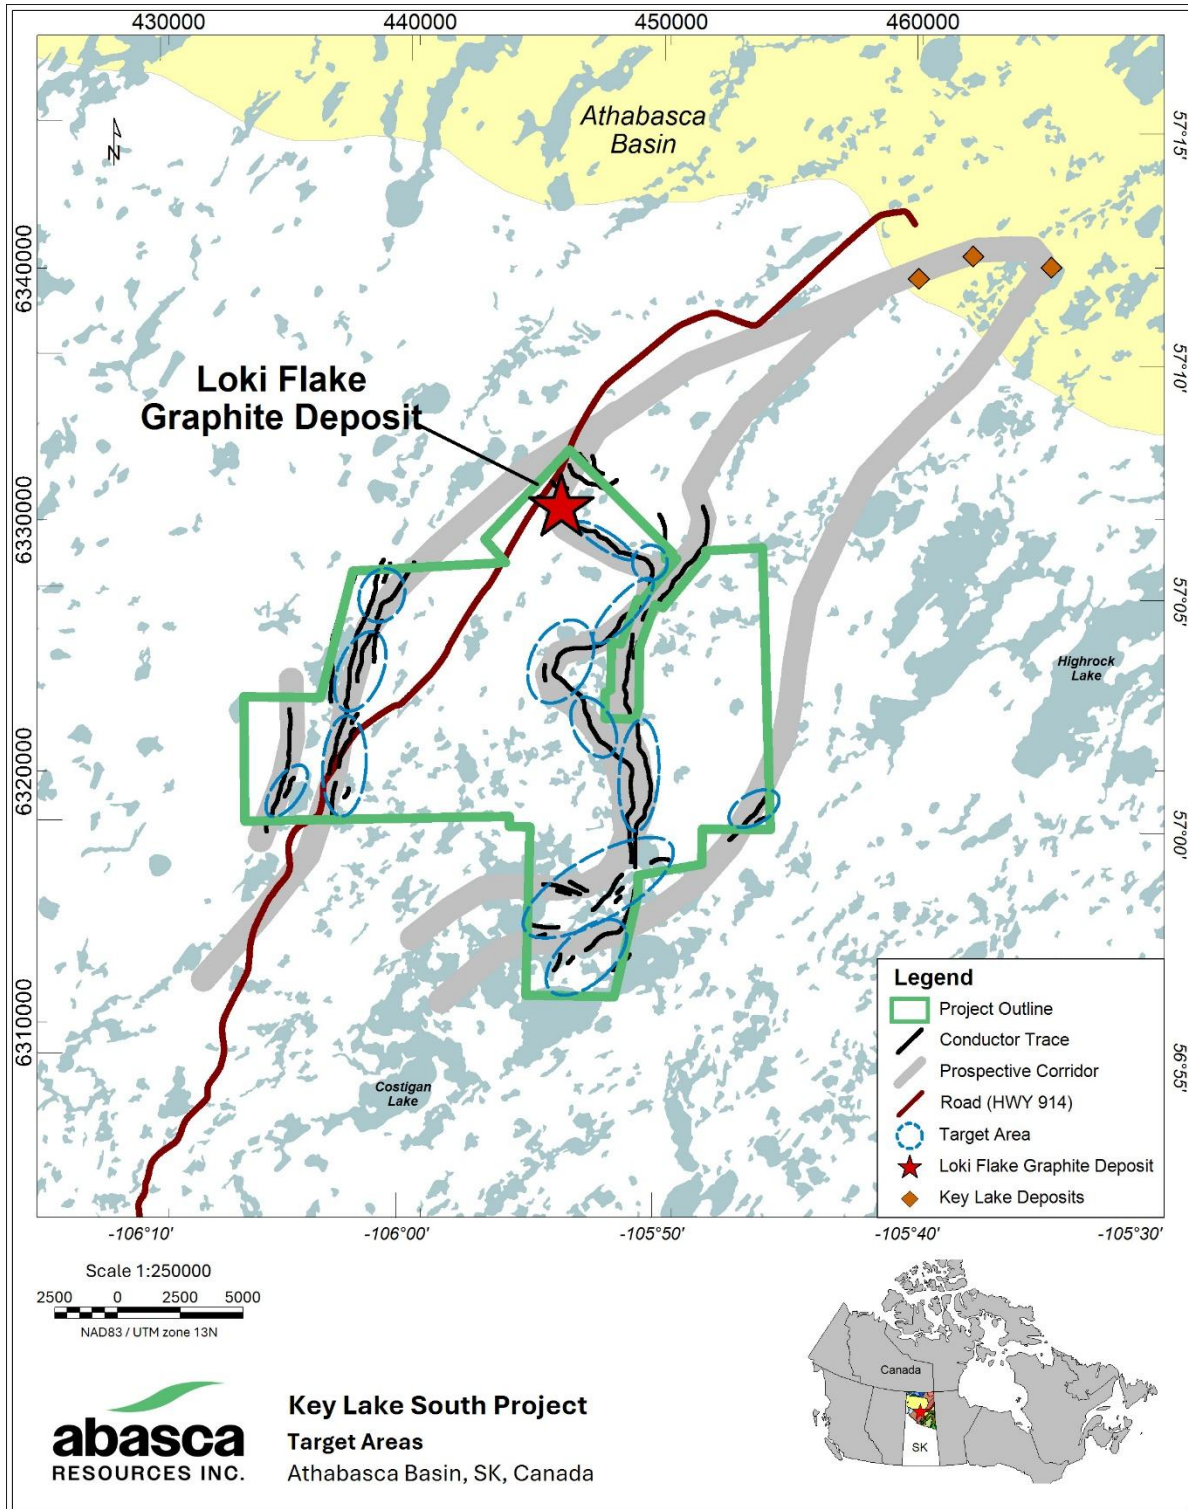 430000
440000
450000
460000
Athabasca
Basin
57°15'
N
6340000
57°10'
Loki Flake
Graphite Deposit
6330000
57°05'
Highrock
Lake
6320000
57°00'
6310000
56°55'
Costigan
Lake
Legend
Project Outline
Conductor Trace
Prospective Corridor
Road (HWY 914)
Target Area
Loki Flake Graphite Deposit
Key Lake Deposits
-106°10'
-106°00'
-105°50'
-105°40'
-105°30'
Scale 1:250000
2500 0 2500 5000
NAD83 / UTM zone 13N
Canada
SK
abasca
RESOURCES INC.
Key Lake South Project
Target Areas
Athabasca Basin, SK, Canada